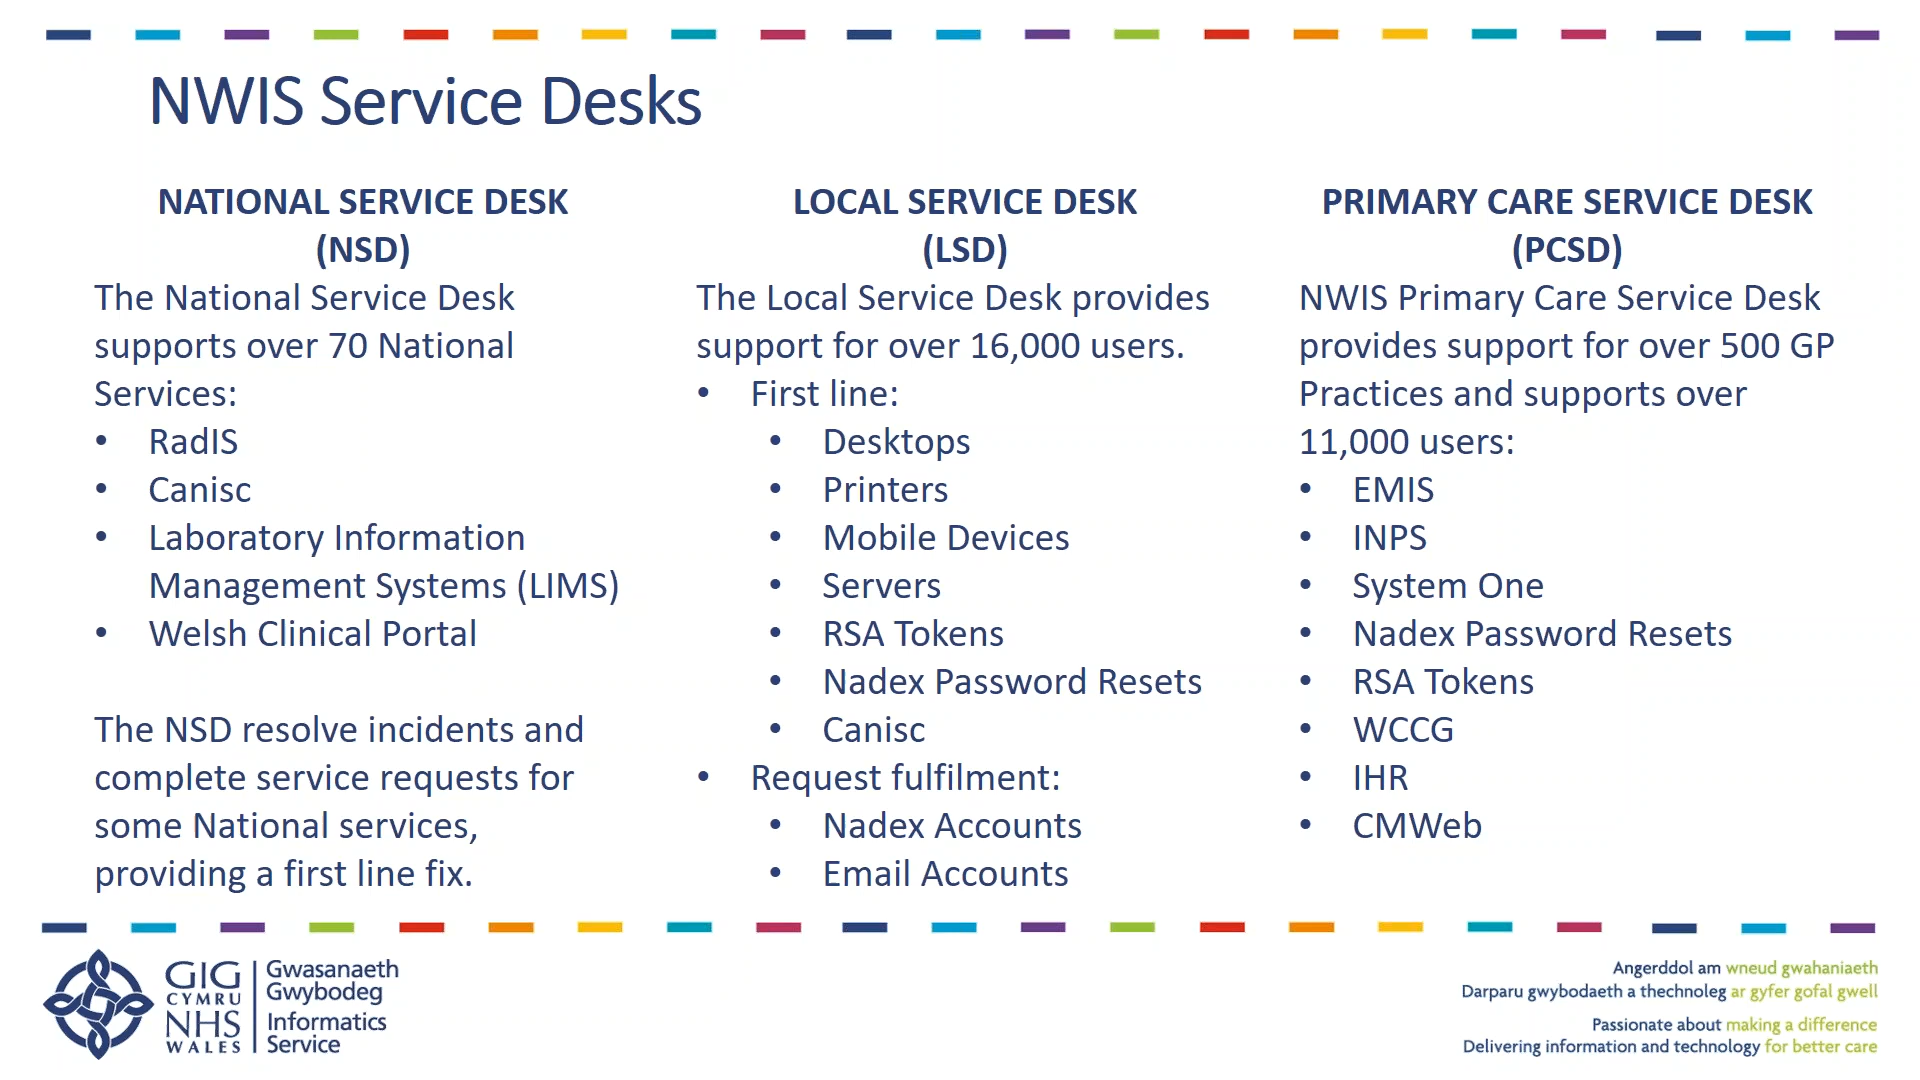 NWIS Service Desks
NATIONAL SERVICE DESK
(NSD)
The National Service Desk
supports over 70 National
Services:
• RadIS
• Canisc
• Laboratory Information
Management Systems (LIMS)
• Welsh Clinical Portal
The NSD resolve incidents and
complete service requests for
some National services,
providing a first line fix.
LOCAL SERVICE DESK
(LSD)
The Local Service Desk provides
support for over 16,000 users.
• First line:
• Desktops
• Printers
• Mobile Devices
• Servers
• RSA Tokens
• Nadex Password Resets
• Canisc
• Request fulfilment:
• Nadex Accounts
• Email Accounts
PRIMARY CARE SERVICE DESK
(PCSD)
NWIS Primary Care Service Desk
provides support for over 500 GP
Practices and supports over
11,000 users:
• EMIS
• INPS
• System One
• Nadex Password Resets
• RSA Tokens
• WCCG
• IHR
• CMWeb
GIG
CYMRU
NHS
WALES
Gwasanaeth
Gwybodeg
Informatics
Service
Angerddol am wneud gwahaniaeth
Darparu gwybodaeth a thechnoleg ar gyfer gofal gwell
Passionate about making a difference
Delivering information and technology for better care